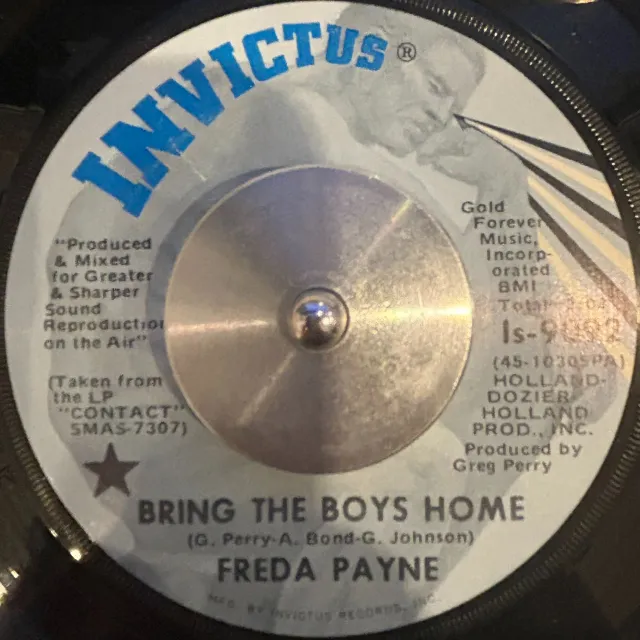 INVICTUS®
"Produced
& Mixed
for Greater
& Sharper
Sound
Reproduction
on the Air"
(Taken from
the LP
"CONTACT"
SMAS-7307)
Gold
Forever
Music,
Incorp-
orated
BMI
Is-9092
(45-10305PA
HOLLAND-
DOZIER-
HOLLAND
PROD., INC.
Produced by
Greg Perry
BRING THE BOYS HOME
(G. Perry-A. Bond-G. Johnson)
FREDA PAYNE
MFG. BY INVICTUS RECORDS, INC.